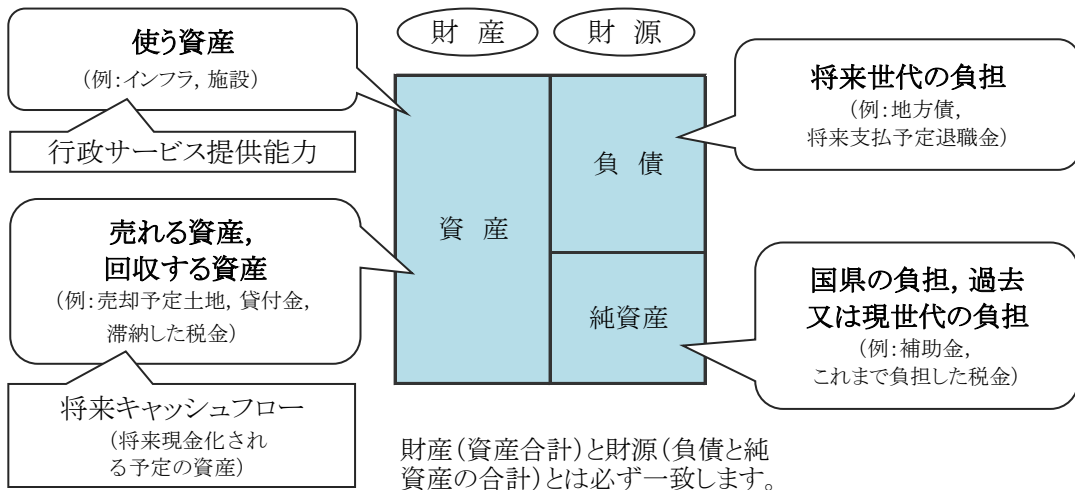 使う資産
（例：インフラ，施設）
行政サービス提供能力
売れる資産，
回収する資産
（例：売却予定土地，貸付金，
滞納した税金）
将来キャッシュフロー
（将来現金化され
る予定の資産）
財 産
財 源
資 産
負 債
純資産
将来世代の負担
（例：地方債，
将来支払予定退職金）
国県の負担，過去
又は現世代の負担
（例：補助金，
これまで負担した税金）
財産（資産合計）と財源（負債と純
資産の合計）とは必ず一致します。